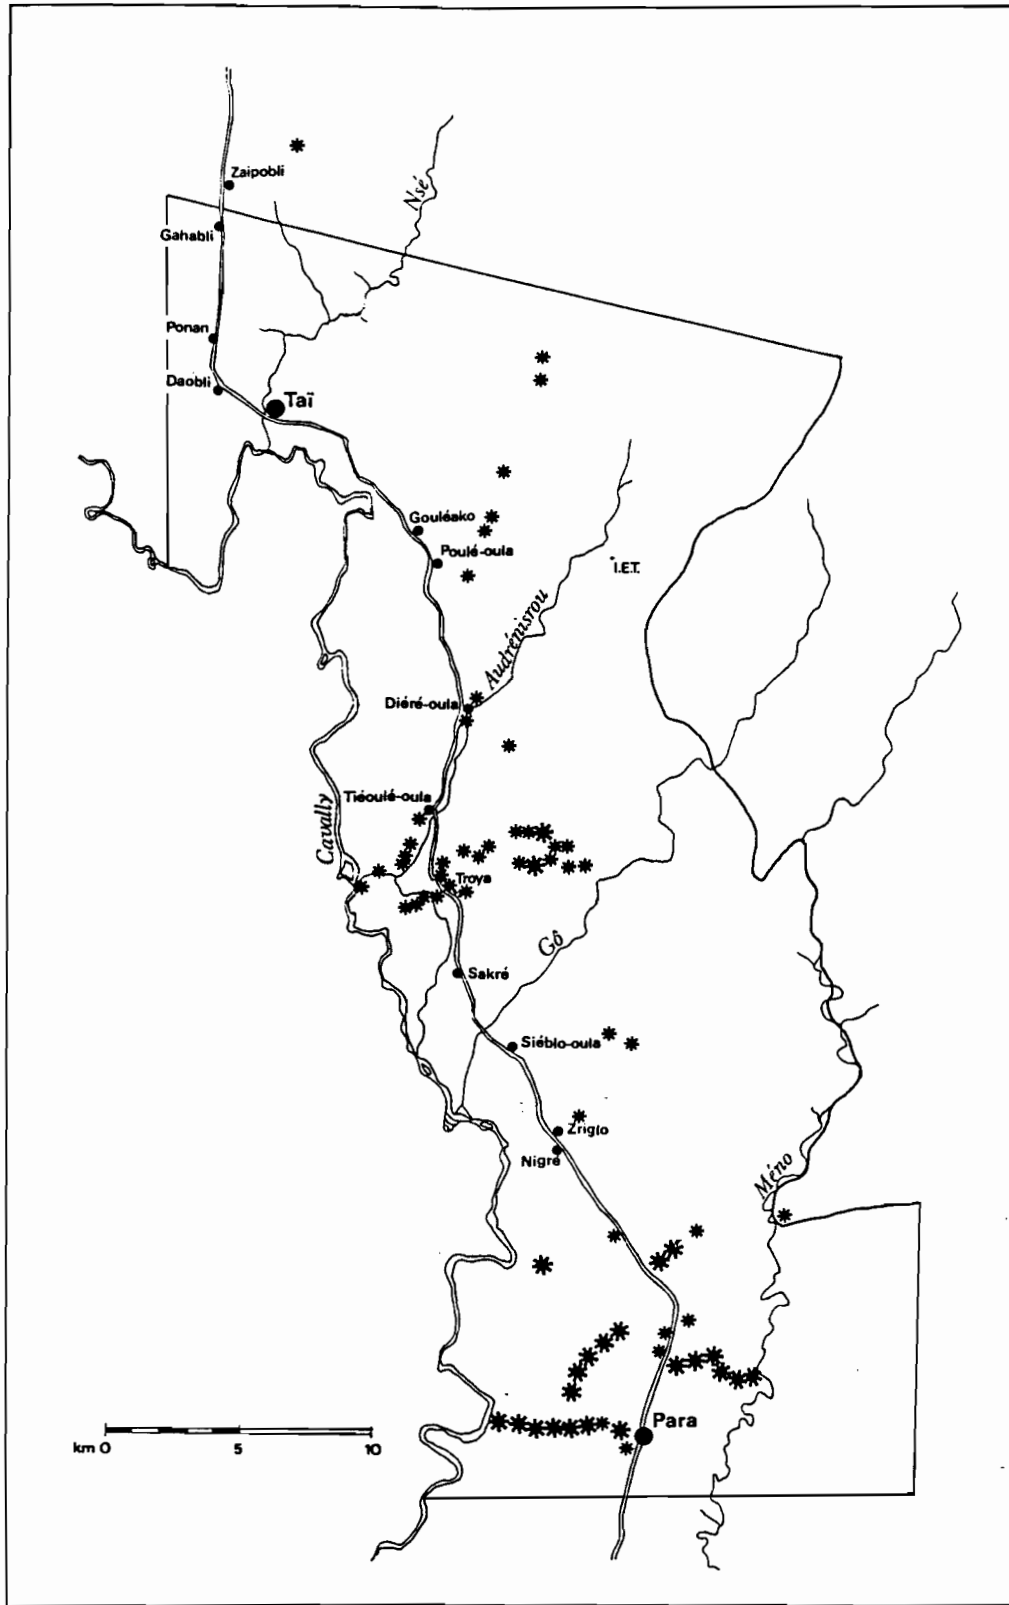 Zaipobli
Nsé
Gahabli
Ponan
Daobli
Taï
Gouléako
Poulé-oula
I.E.T.
Audrénisrou
Diéré-oula
Tiéoulé-oula
Cavally
Troya
Gô
Sakré
Siéblo-oula
Zriglo
Nigré
Méno
Para
km 0 5 10